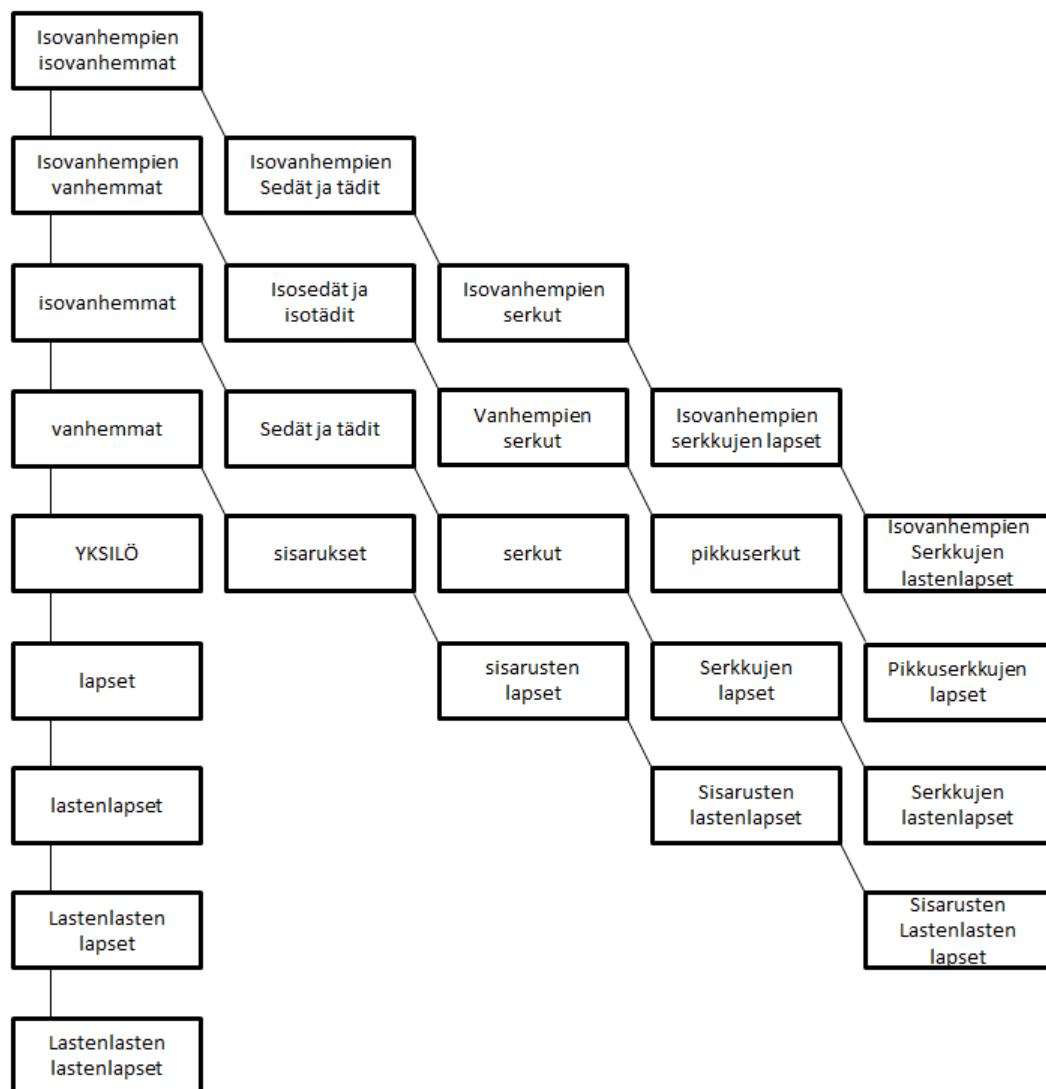 Isovanhempien
isovanhemmat
Isovanhempien
vanhemmat
Isovanhempien
Sedät ja tädit
isovanhemmat
Isosedät ja
isotädit
Isovanhempien
serkut
vanhemmat
Sedät ja tädit
Vanhempien
serkut
Isovanhempien
serkkujen lapset
YKSILÖ
sisarukset
serkut
pikkuserkut
Isovanhempien
Serkkujen
lastenlapset
lapset
sisarusten
lapset
Serkkujen
lapset
Pikkuserkkujen
lapset
lastenlapset
Sisarusten
lastenlapset
Serkkujen
lastenlapset
Lastenlasten
lapset
Sisarusten
Lastenlasten
lapset
Lastenlasten
lastenlapset